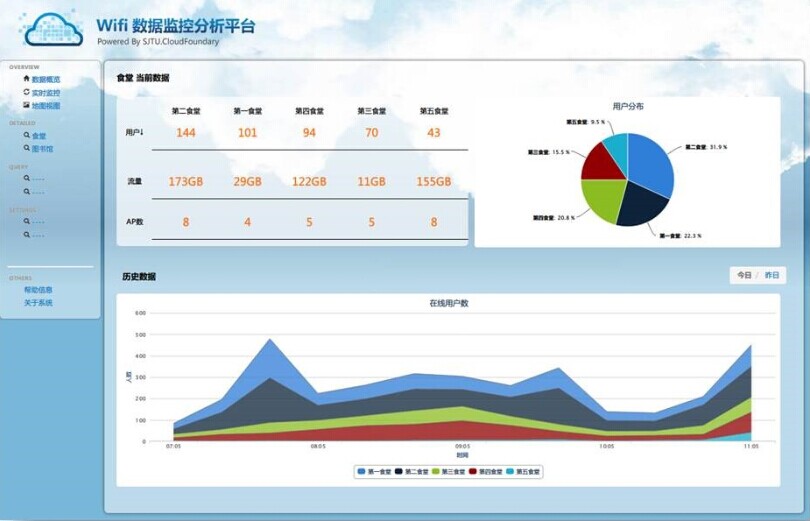 Wifi 数据监控分析平台
Powered By SJTU.CloudFoundary
OVERVIEW
数据概览
实时监控
地图视图
DETAILED
食堂
图书馆
QUERY
----
----
SETTINGS
----
----
OTHERS
帮助信息
关于系统
食堂 当前数据
第二食堂 第一食堂 第四食堂 第三食堂 第五食堂
用户↓ 144 101 94 70 43
流量 173GB 29GB 122GB 11GB 155GB
AP数 8 4 5 5 8
用户分布
第五食堂: 9.5 %
第二食堂: 31.9 %
第三食堂: 15.5 %
第四食堂: 20.8 %
第一食堂: 22.3 %
历史数据
今日 / 昨日
在线用户数
600
500
400
300
200
100
0
人数
07:05 08:05 09:05 10:05 11:05
时间
第一食堂 第二食堂 第三食堂 第四食堂 第五食堂